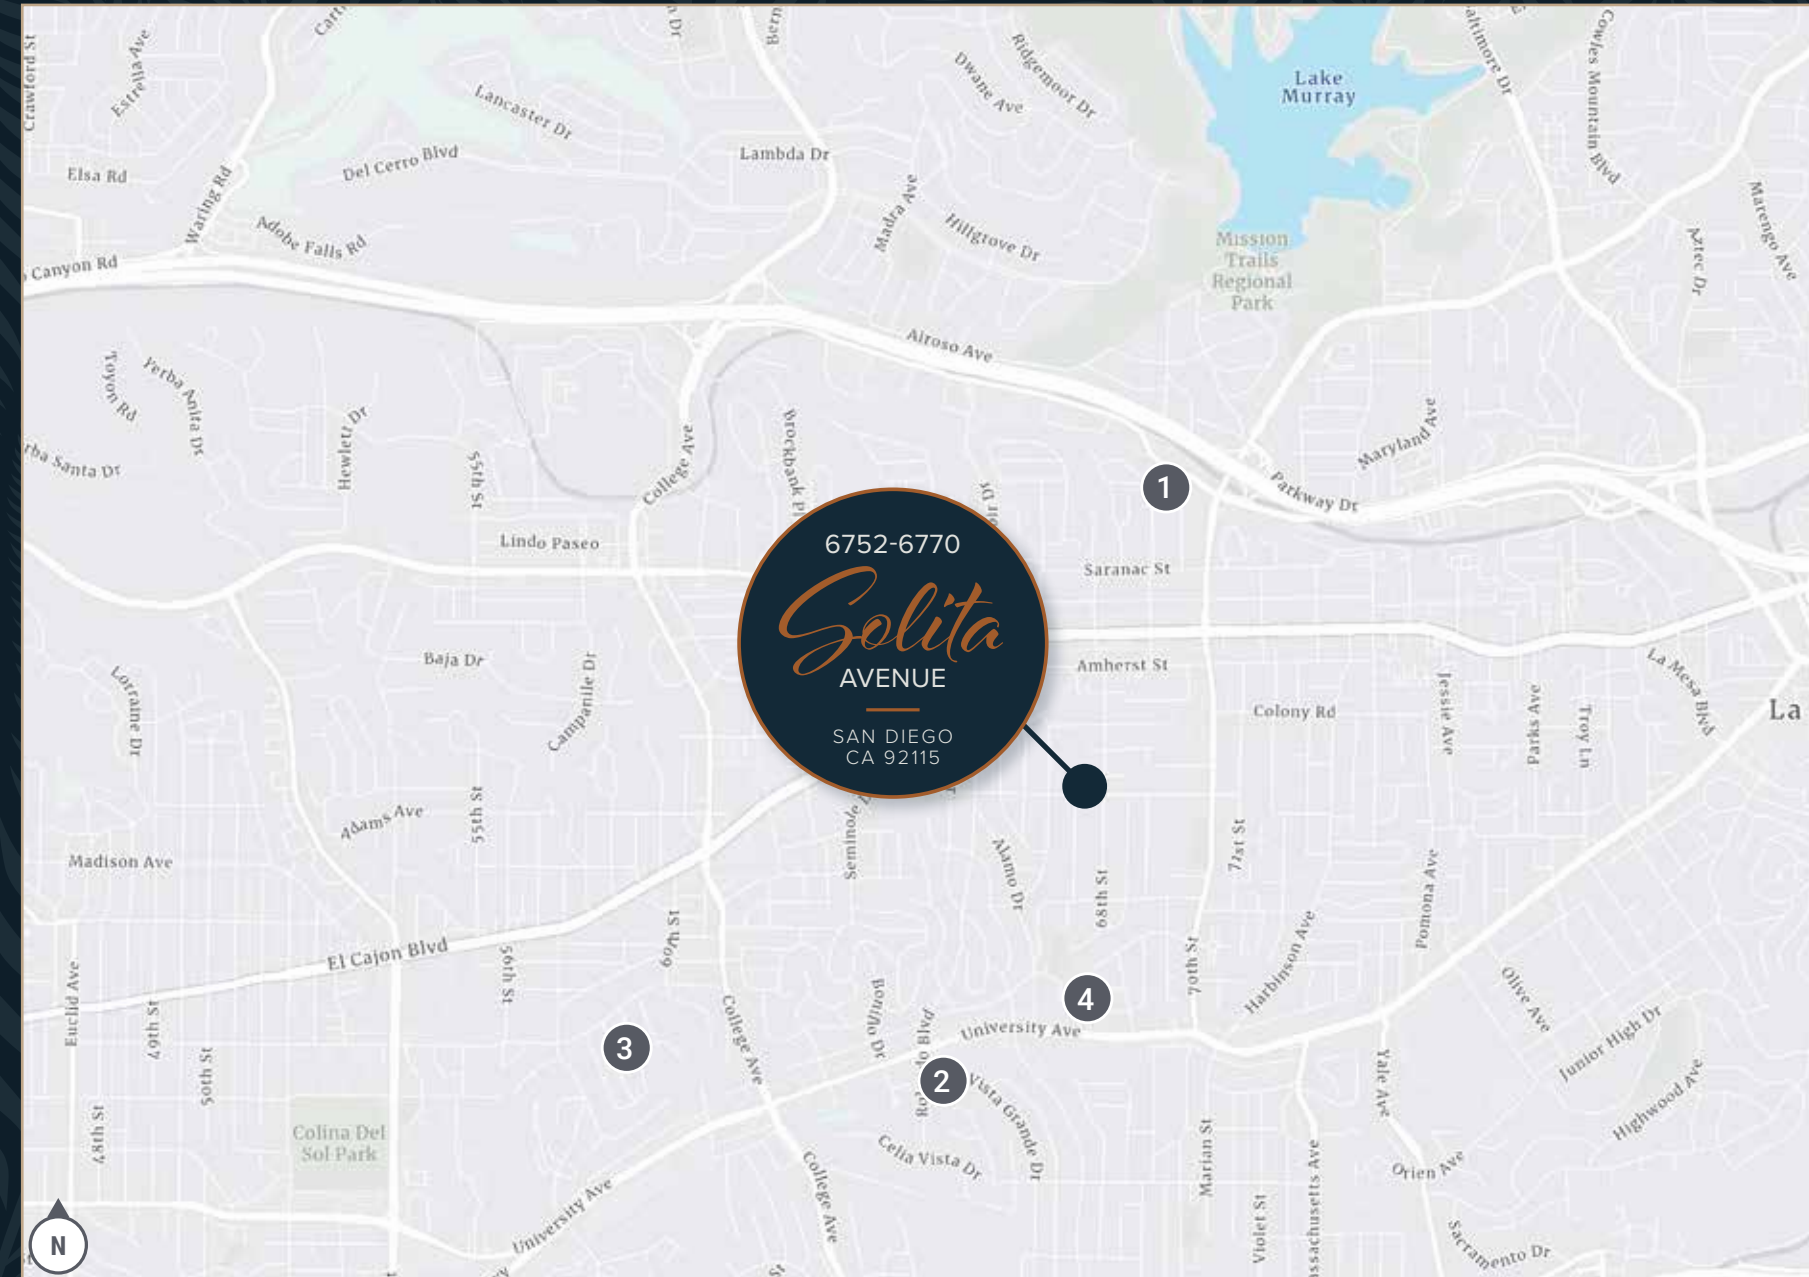 Crawford St
Estrella Ave
Lancaster Dr
Dwane Ave
Ridgemoor Dr
Lake
Murray
Cowles Mountain Blvd
Elsa Rd
Waring Rd
Del Cerro Blvd
Lambda Dr
Madra Ave
Hillgrove Dr
Adobe Falls Rd
Canyon Rd
Mission
Trails
Regional
Park
Aztec Dr
Marengo Ave
Airoso Ave
Toyon Rd
Yerba Anita Dr
Hewlett Dr
55th St
College Ave
Brockbank Pl
Maryland Ave
Parkway Dr
1
Lindo Paseo
Saranac St
6752-6770
Solita
AVENUE
SAN DIEGO
CA 92115
Lorraine Dr
Baja Dr
Campanile Dr
Amherst St
Colony Rd
Jessie Ave
Parks Ave
Troy Ln
La Mesa Blvd
La
Adams Ave
55th St
Seminole
Madison Ave
Alamo Dr
68th St
71st St
Pomona Ave
El Cajon Blvd
56th St
60th St
70th St
Harbinson Ave
Olive Ave
Euclid Ave
49th St
50th St
48th St
3
College Ave
Bonillo Dr
Blvd
2
University Ave
4
Vista Grande Dr
Celia Vista Dr
Yale Ave
Junior High Dr
Highwood Ave
Colina Del
Sol Park
University Ave
College Ave
Marian St
Violet St
Orien Ave
Sacramento Dr
N